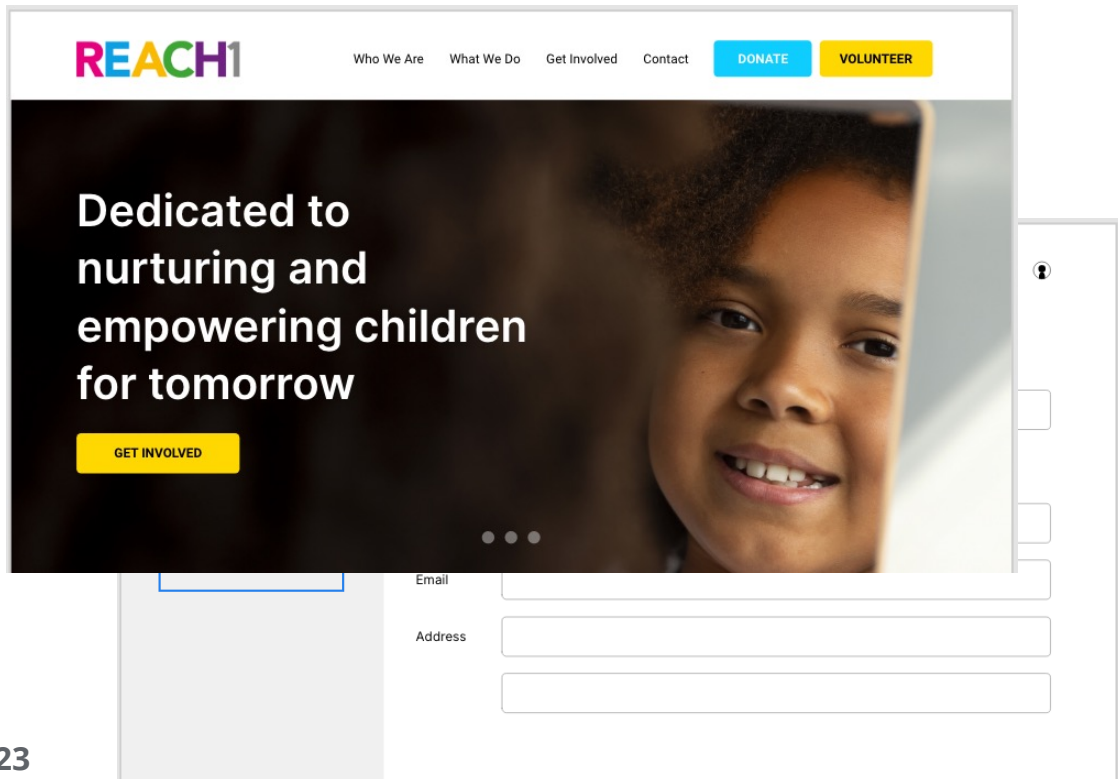 REACH1
Who We Are What We Do Get Involved Contact DONATE VOLUNTEER
Dedicated to
nurturing and
empowering children
for tomorrow
GET INVOLVED
Email
Address
23